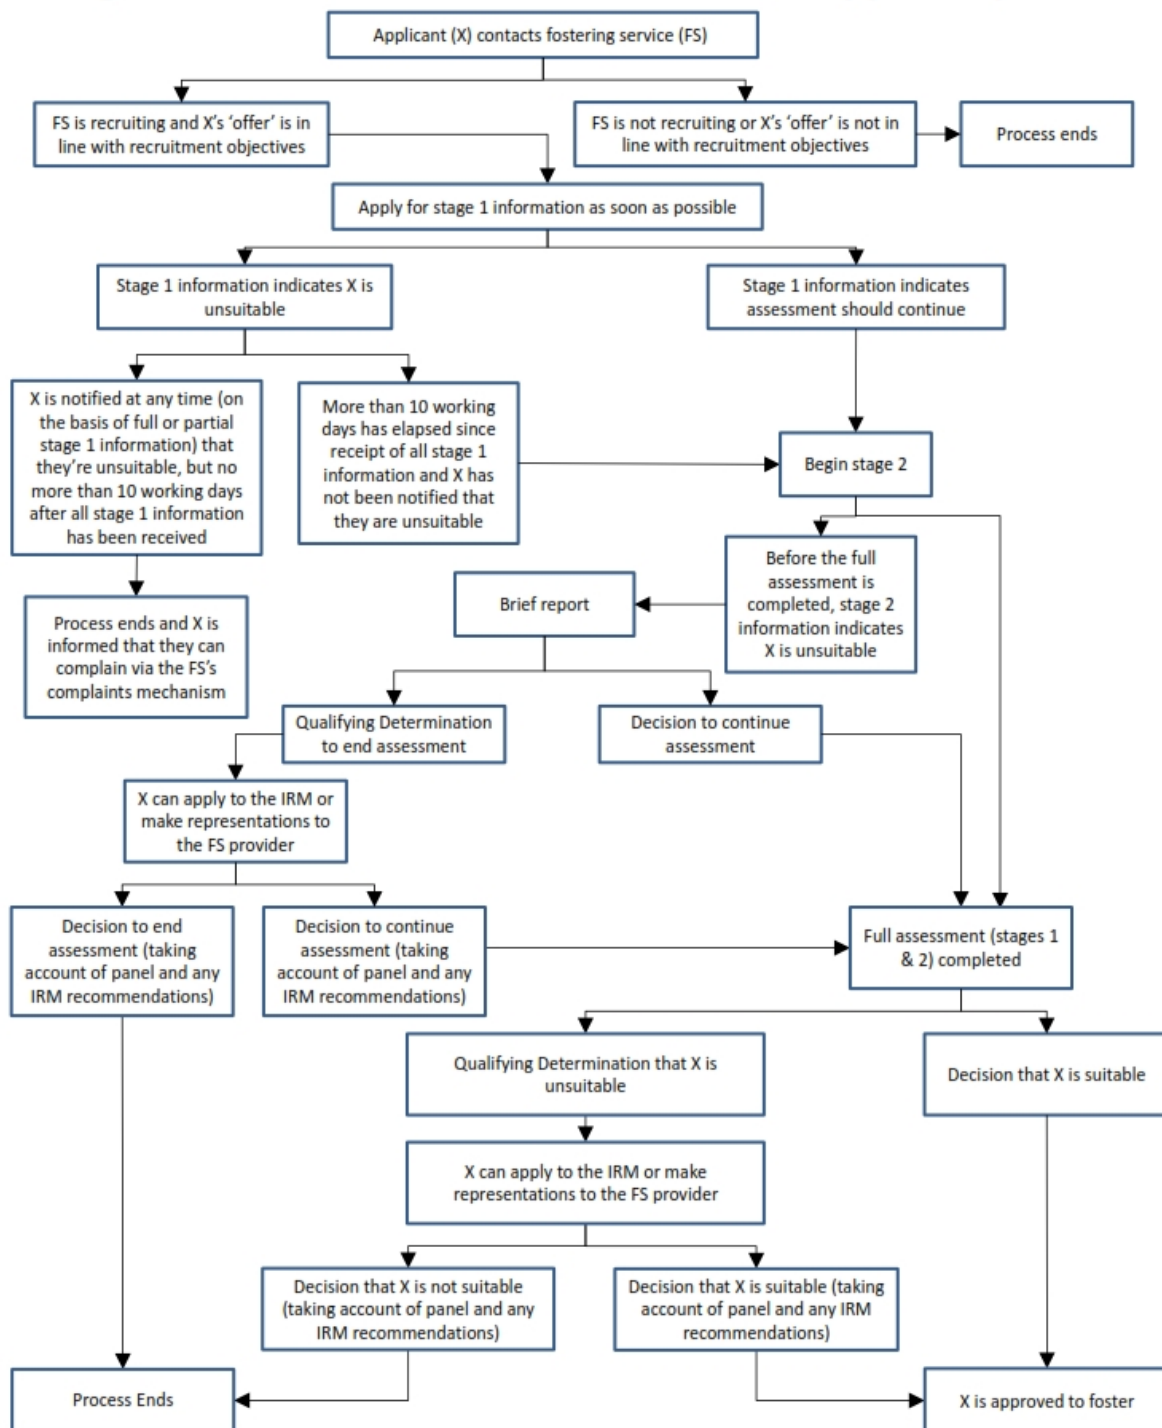 Applicant (X) contacts fostering service (FS)
FS is recruiting and X's 'offer' is in
line with recruitment objectives
FS is not recruiting or X's 'offer' is not in
line with recruitment objectives
Process ends
Apply for stage 1 information as soon as possible
Stage 1 information indicates X is
unsuitable
Stage 1 information indicates
assessment should continue
X is notified at any time (on
the basis of full or partial
stage 1 information) that
they're unsuitable, but no
more than 10 working days
after all stage 1 information
has been received
More than 10 working
days has elapsed since
receipt of all stage 1
information and X has
not been notified that
they are unsuitable
Begin stage 2
Before the full
assessment is
completed, stage 2
information indicates
X is unsuitable
Brief report
Process ends and X is
informed that they can
complain via the FS's
complaints mechanism
Qualifying Determination
to end assessment
Decision to continue
assessment
X can apply to the IRM or
make representations to
the FS provider
Decision to end
assessment (taking
account of panel and any
IRM recommendations)
Decision to continue
assessment (taking
account of panel and any
IRM recommendations)
Full assessment (stages 1
& 2) completed
Qualifying Determination that X is
unsuitable
Decision that X is suitable
X can apply to the IRM or make
representations to the FS provider
Decision that X is not suitable
(taking account of panel and any
IRM recommendations)
Decision that X is suitable (taking
account of panel and any IRM
recommendations)
Process Ends
X is approved to foster